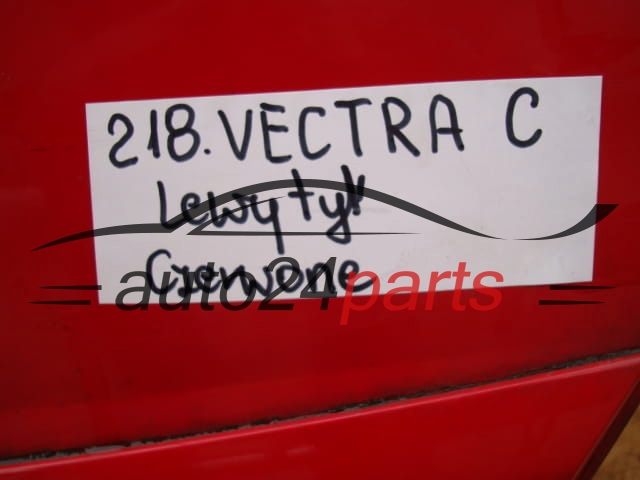 218. VECTRA C
Lewy tył
Czerwone
auto24parts